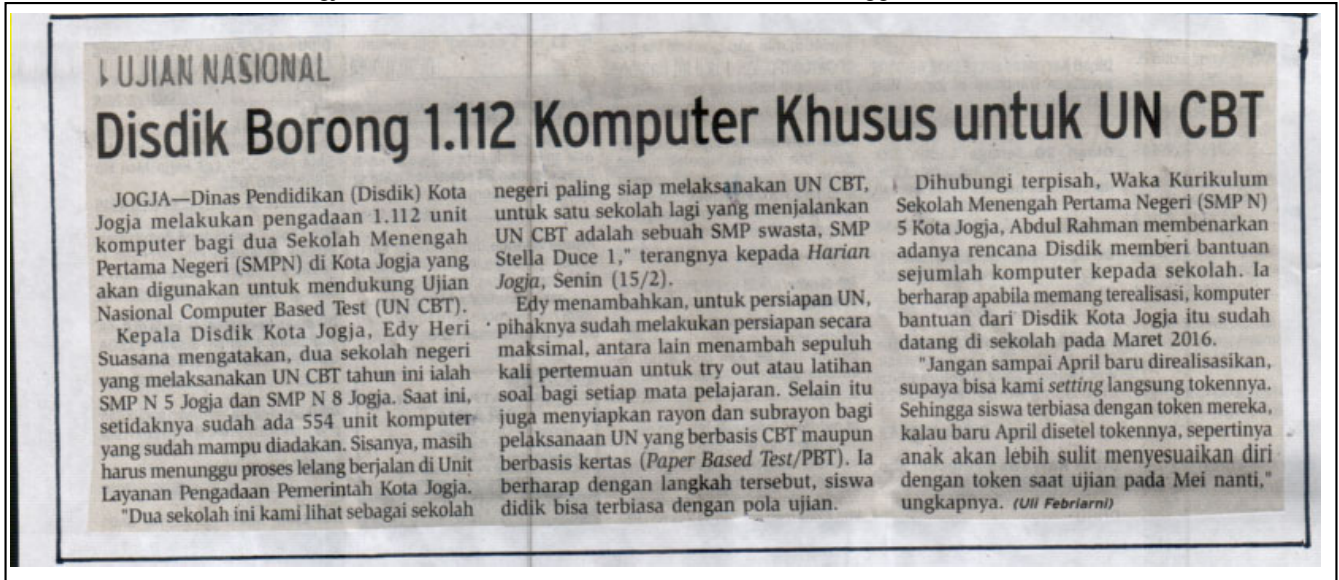 UJIAN NASIONAL
Disdik Borong 1.112 Komputer Khusus untuk UN CBT
JOGJA—Dinas Pendidikan (Disdik) Kota
Jogja melakukan pengadaan 1.112 unit
komputer bagi dua Sekolah Menengah
Pertama Negeri (SMPN) di Kota Jogja yang
akan digunakan untuk mendukung Ujian
Nasional Computer Based Test (UN CBT).
Kepala Disdik Kota Jogja, Edy Heri
Suasana mengatakan, dua sekolah negeri
yang melaksanakan UN CBT tahun ini ialah
SMP N 5 Jogja dan SMP N 8 Jogja. Saat ini,
setidaknya sudah ada 554 unit komputer
yang sudah mampu diadakan. Sisanya, masih
harus menunggu proses lelang berjalan di Unit
Layanan Pengadaan Pemerintah Kota Jogja.
"Dua sekolah ini kami lihat sebagai sekolah
negeri paling siap melaksanakan UN CBT,
untuk satu sekolah lagi yang menjalankan
UN CBT adalah sebuah SMP swasta, SMP
Stella Duce 1," terangnya kepada Harian
Jogja, Senin (15/2).
Edy menambahkan, untuk persiapan UN,
pihaknya sudah melakukan persiapan secara
maksimal, antara lain menambah sepuluh
kali pertemuan untuk try out atau latihan
soal bagi setiap mata pelajaran. Selain itu
juga menyiapkan rayon dan subrayon bagi
pelaksanaan UN yang berbasis CBT maupun
berbasis kertas (Paper Based Test/PBT). Ia
berharap dengan langkah tersebut, siswa
didik bisa terbiasa dengan pola ujian.
Dihubungi terpisah, Waka Kurikulum
Sekolah Menengah Pertama Negeri (SMP N)
5 Kota Jogja, Abdul Rahman membenarkan
adanya rencana Disdik memberi bantuan
sejumlah komputer kepada sekolah. Ia
berharap apabila memang terealisasi, komputer
bantuan dari Disdik Kota Jogja itu sudah
datang di sekolah pada Maret 2016.
"Jangan sampai April baru direalisasikan,
supaya bisa kami setting langsung tokennya.
Sehingga siswa terbiasa dengan token mereka,
kalau baru April disetel tokennya, sepertinya
anak akan lebih sulit menyesuaikan diri
dengan token saat ujian pada Mei nanti,"
ungkapnya. (Uli Febriarni)